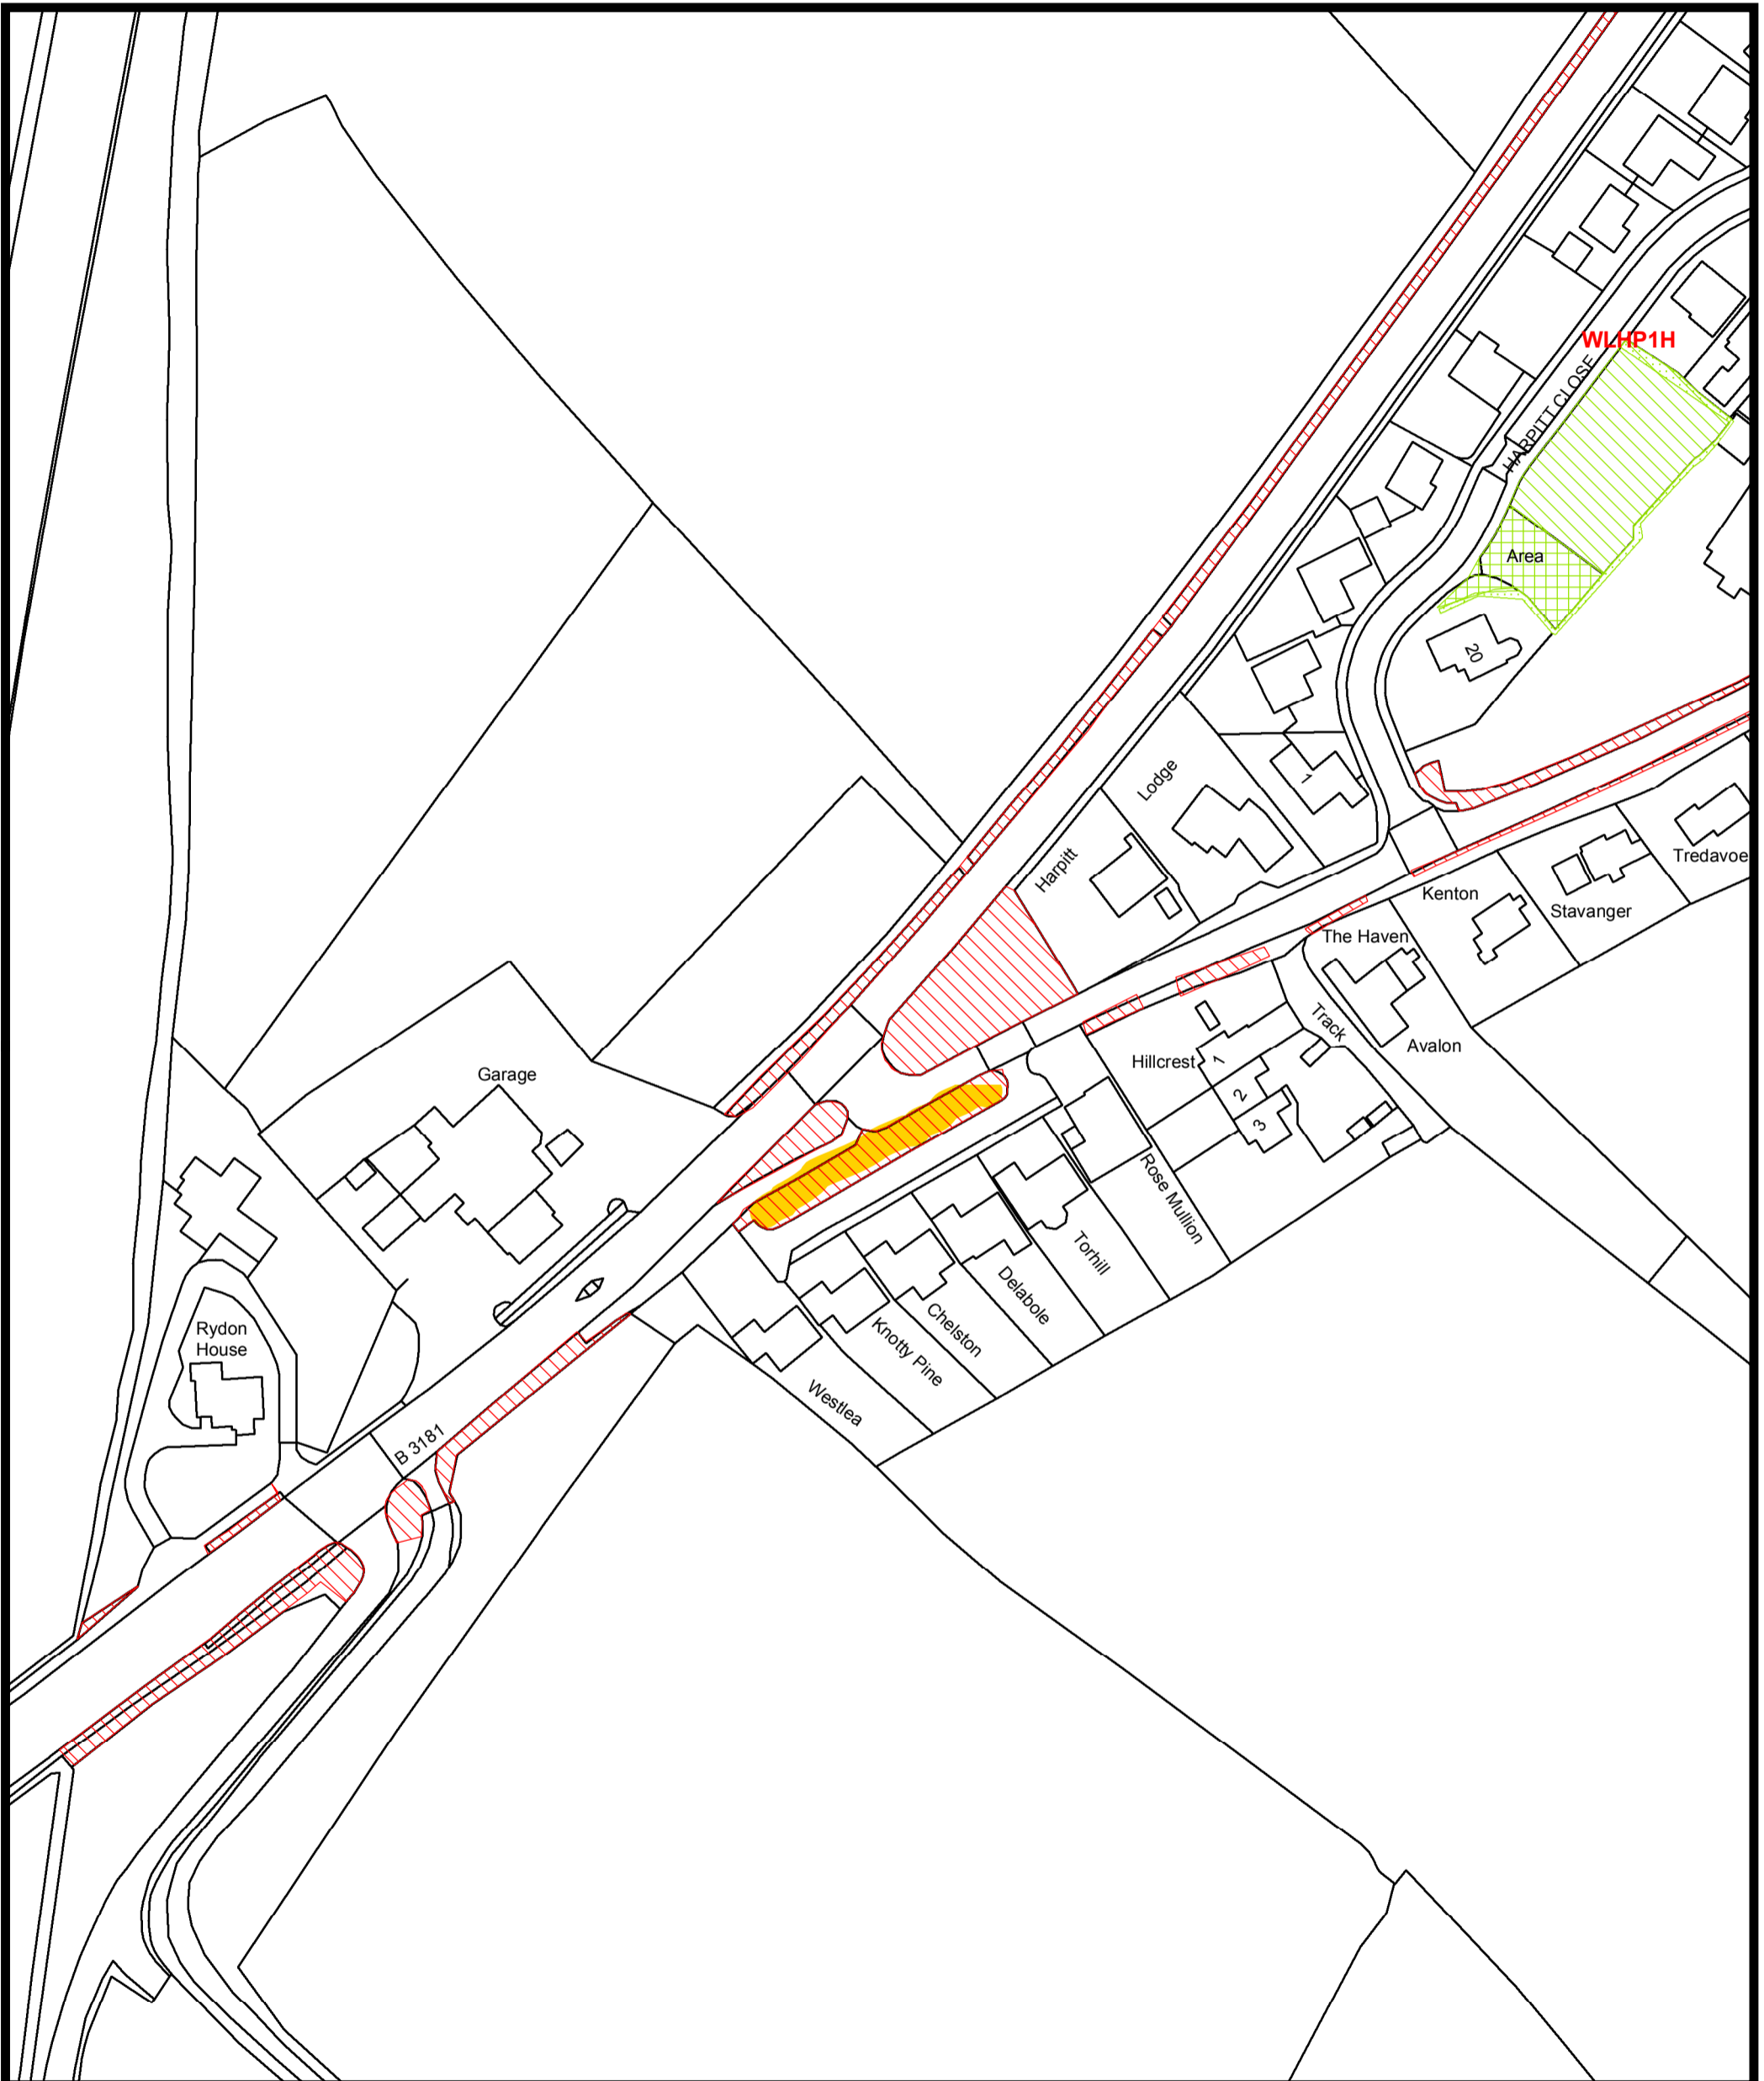 WLHP1H
HARPITT CLOSE
Area
20
Lodge
1
Harpitt
Tredavoe
Kenton
Stavanger
The Haven
Track
Avalon
Hillcrest
1
2
3
Garage
Rose Mullion
Torhill
Delabole
Chelston
Knotty Pine
Westlea
Rydon
House
B 3181